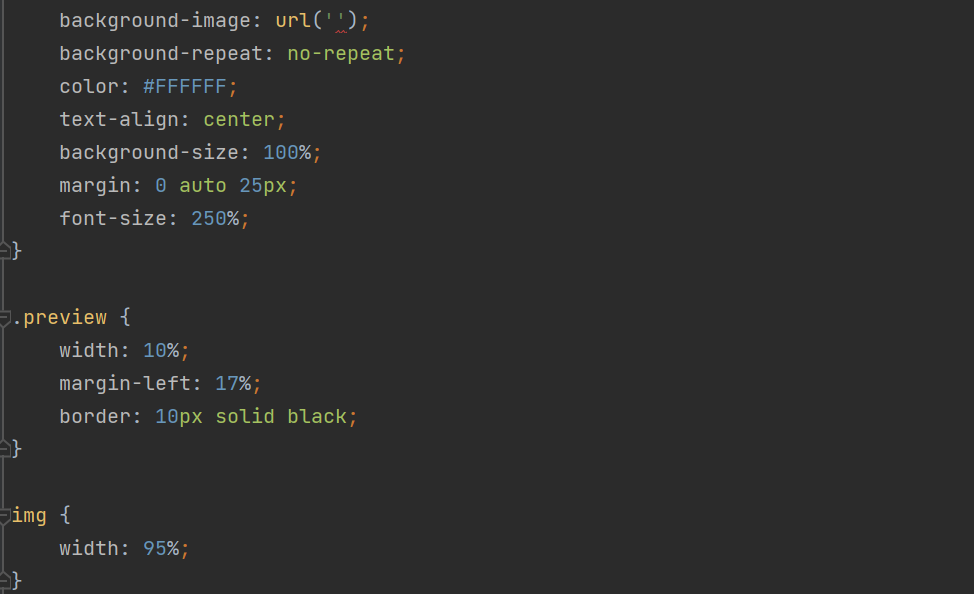 background-image: url('');
background-repeat: no-repeat;
color: #FFFFFF;
text-align: center;
background-size: 100%;
margin: 0 auto 25px;
font-size: 250%;
}
.preview {
width: 10%;
margin-left: 17%;
border: 10px solid black;
}
img {
width: 95%;
}